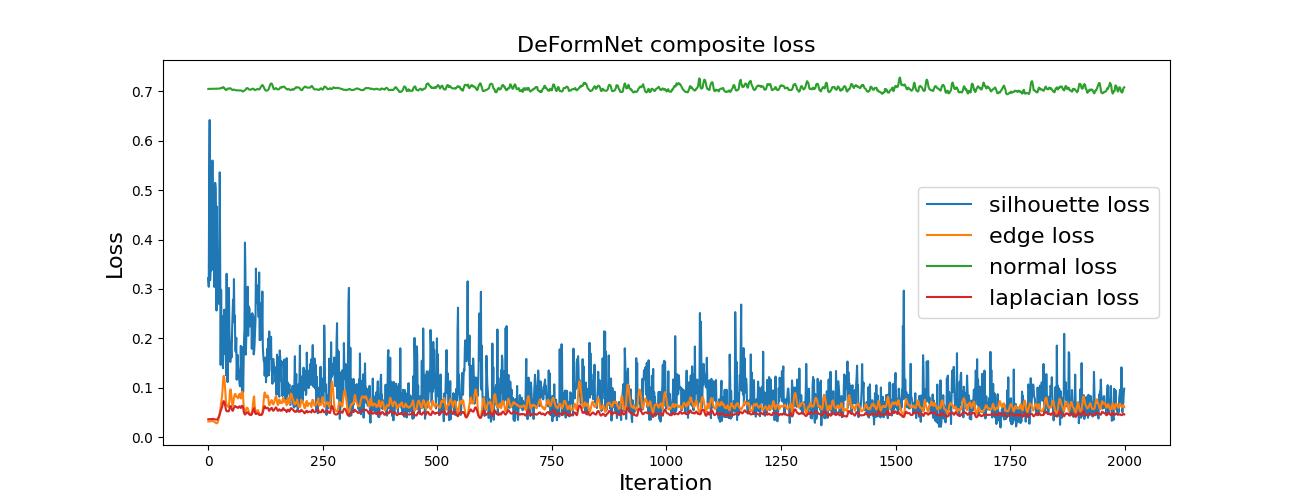 DeFormNet composite loss
Loss
0.7
0.6
0.5
0.4
0.3
0.2
0.1
0.0
silhouette loss
edge loss
normal loss
laplacian loss
0 250 500 750 1000 1250 1500 1750 2000
Iteration